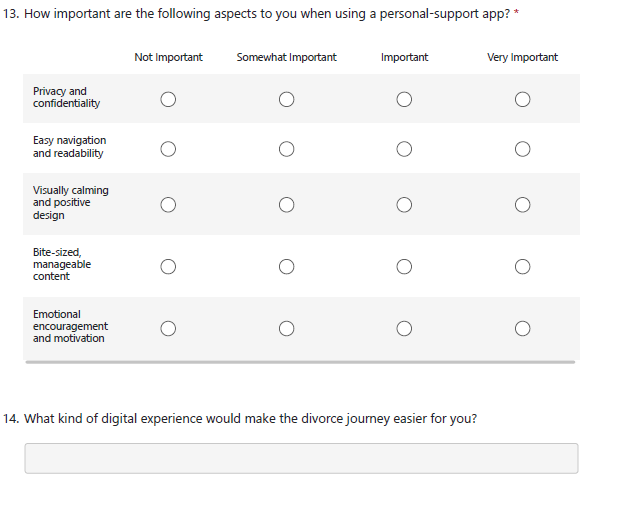 13. How important are the following aspects to you when using a personal-support app? *
Not Important Somewhat Important Important Very Important
Privacy and
confidentiality
Easy navigation
and readability
Visually calming
and positive
design
Bite-sized,
manageable
content
Emotional
encouragement
and motivation
14. What kind of digital experience would make the divorce journey easier for you?